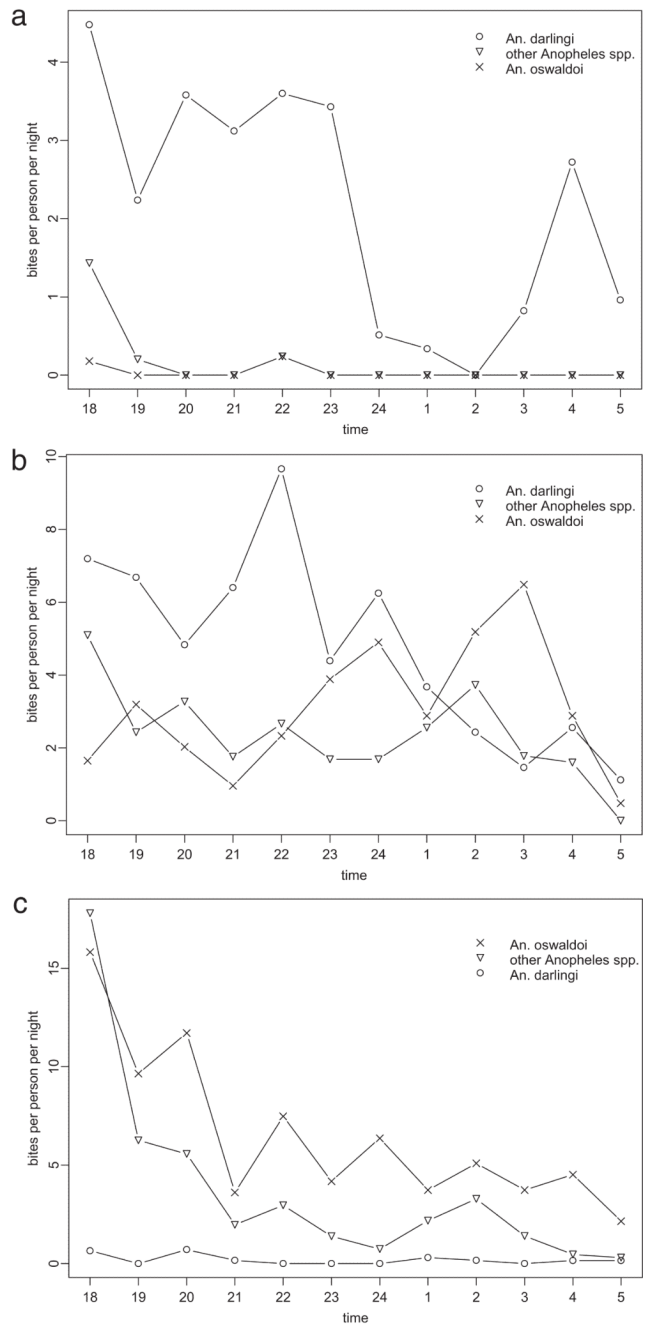 a
An. darlingi
other Anopheles spp.
An. oswaldoi
4
3
2
1
0
bites per person per night
18 19 20 21 22 23 24 1 2 3 4 5
time
b
An. darlingi
other Anopheles spp.
An. oswaldoi
10
8
6
4
2
0
bites per person per night
18 19 20 21 22 23 24 1 2 3 4 5
time
c
An. oswaldoi
other Anopheles spp.
An. darlingi
15
10
5
0
bites per person per night
18 19 20 21 22 23 24 1 2 3 4 5
time